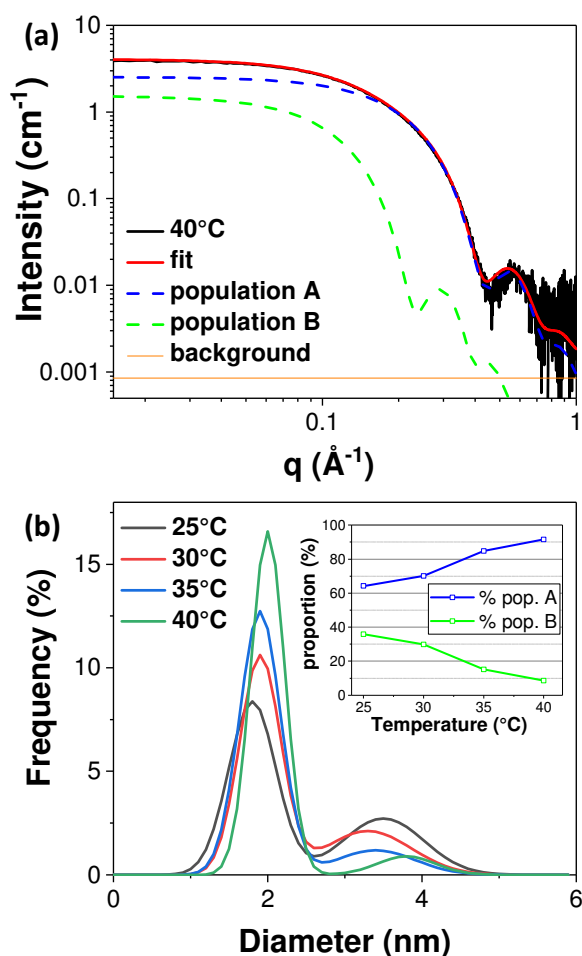 (a)
10
1
0.1
0.01
0.001
Intensity (cm⁻¹)
40°C
fit
population A
population B
background
0.1
1
q (Å⁻¹)
(b)
15
10
5
0
Frequency (%)
25°C
30°C
35°C
40°C
100
80
60
40
20
0
proportion (%)
% pop. A
% pop. B
25
30
35
40
Temperature (°C)
0
2
4
6
Diameter (nm)